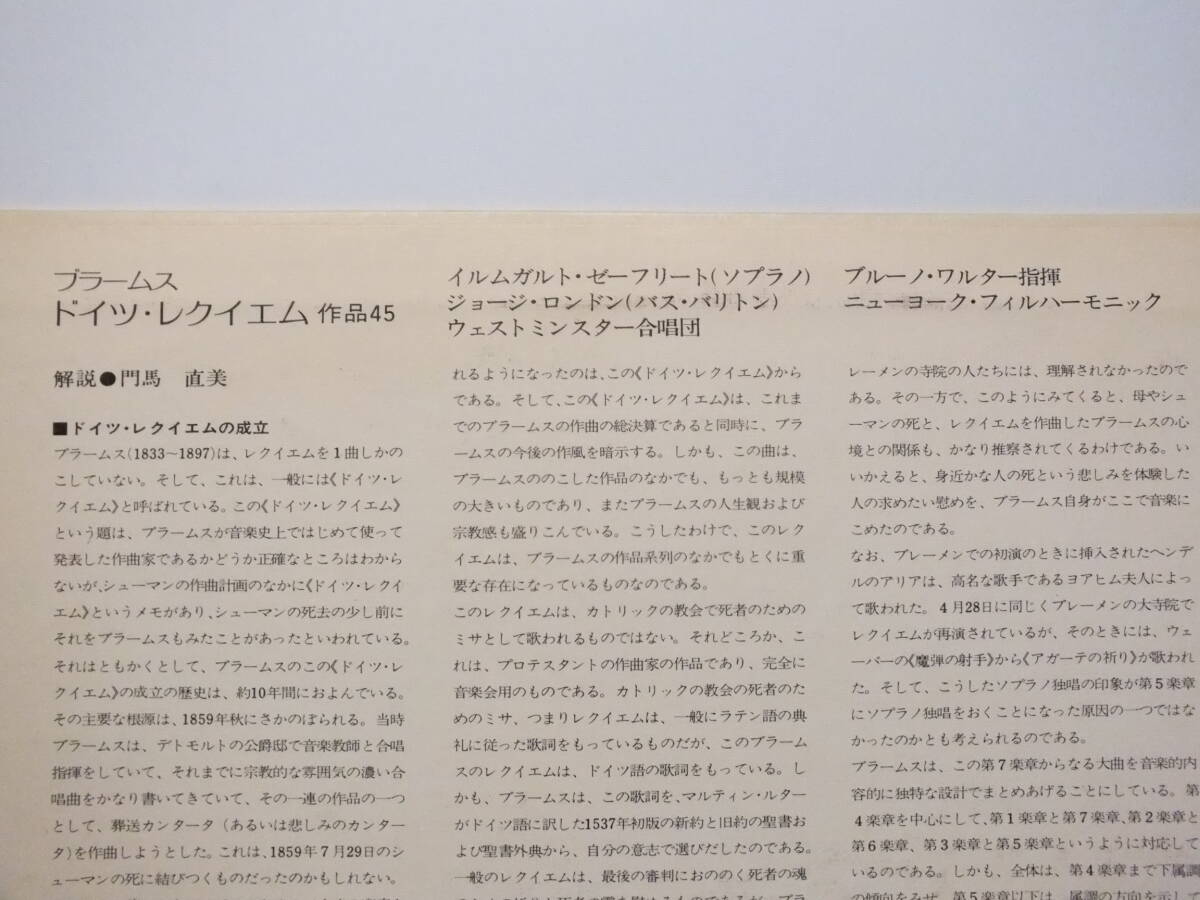 ブラームス
ドイツ・レクイエム 作品45
解説●門馬　直美
■ドイツ・レクイエムの成立
ブラームス(1833〜1897)は、レクイエムを1曲しかの
こしていない。そして、これは、一般には《ドイツ・レ
クイエム》と呼ばれている。この《ドイツ・レクイエム》
という題は、ブラームスが音楽史上ではじめて使って
発表した作曲家であるかどうか正確なところはわから
ないが、シューマンの作曲計画のなかに《ドイツ・レクイ
エム》というメモがあり、シューマンの死去の少し前に
それをブラームスもみたことがあったといわれている。
それはともかくとして、ブラームスのこの《ドイツ・レ
クイエム》の成立の歴史は、約10年間におよんでいる。
その主要な根源は、1859年秋にさかのぼられる。当時
ブラームスは、デトモルトの公爵邸で音楽教師と合唱
指揮をしていて、それまでに宗教的な雰囲気の濃い合
唱曲をかなり書いてきていて、その一連の作品の一つ
として、葬送カンタータ(あるいは悲しみのカンター
タ)を作曲しようとした。これは、1859年7月29日のシ
ューマンの死に結びつくものだったのかもしれない。
イルムガルト・ゼーフリート(ソプラノ)
ジョージ・ロンドン(バス・バリトン)
ウェストミンスター合唱団
れるようになったのは、この《ドイツ・レクイエム》から
である。そして、この《ドイツ・レクイエム》は、これま
でのブラームスの作曲の総決算であると同時に、ブラ
ームスの今後の作風を暗示する。しかも、この曲は、
ブラームスののこした作品のなかでも、もっとも規模
の大きいものであり、またブラームスの人生観および
宗教感も盛りこんでいる。こうしたわけで、このレク
イエムは、ブラームスの作品系列のなかでもとくに重
要な存在になっているものなのである。
このレクイエムは、カトリックの教会で死者のための
ミサとして歌われるものではない。それどころか、こ
れは、プロテスタントの作曲家の作品であり、完全に
音楽会用のものである。カトリックの教会の死者のた
めのミサ、つまりレクイエムは、一般にラテン語の典
礼に従った歌詞をもっているものだが、このブラーム
スのレクイエムは、ドイツ語の歌詞をもっている。し
かも、ブラームスは、この歌詞を、マルティン・ルター
がドイツ語に訳した1537年初版の新約と旧約の聖書お
よび聖書外典から、自分の意志で選びだしたのである。
一般のレクイエムは、最後の審判におののく死者の魂
ブルーノ・ワルター指揮
ニューヨーク・フィルハーモニック
レーメンの寺院の人たちには、理解されなかったので
ある。その一方で、このようにみてくると、母やシュ
ーマンの死と、レクイエムを作曲したブラームスの心
境との関係も、かなり推察されてくるわけである。い
いかえると、身近かな人の死という悲しみを体験した
人の求めたい慰めを、ブラームス自身がここで音楽に
こめたのである。
なお、ブレーメンでの初演のときに挿入されたヘンデ
ルのアリアは、高名な歌手であるヨアヒム夫人によっ
て歌われた。4月28日に同じくブレーメンの大寺院で
レクイエムが再演されているが、そのときには、ウェ
ーバーの《魔弾の射手》から《アガーテの祈り》が歌われ
た。そして、こうしたソプラノ独唱の印象が第5楽章
にソプラノ独唱をおくことになった原因の一つではな
かったのかとも考えられるのである。
ブラームスは、この第7楽章からなる大曲を音楽的内
容的に独特な設計でまとめあげることにしている。第
4楽章を中心にして、第1楽章と第7楽章、第2楽章と
第6楽章、第3楽章と第5楽章というように対応して
いるのである。しかも、全体は、第4楽章まで下属調
の傾向をみせ、第5楽章以下は、属調の方向を示して